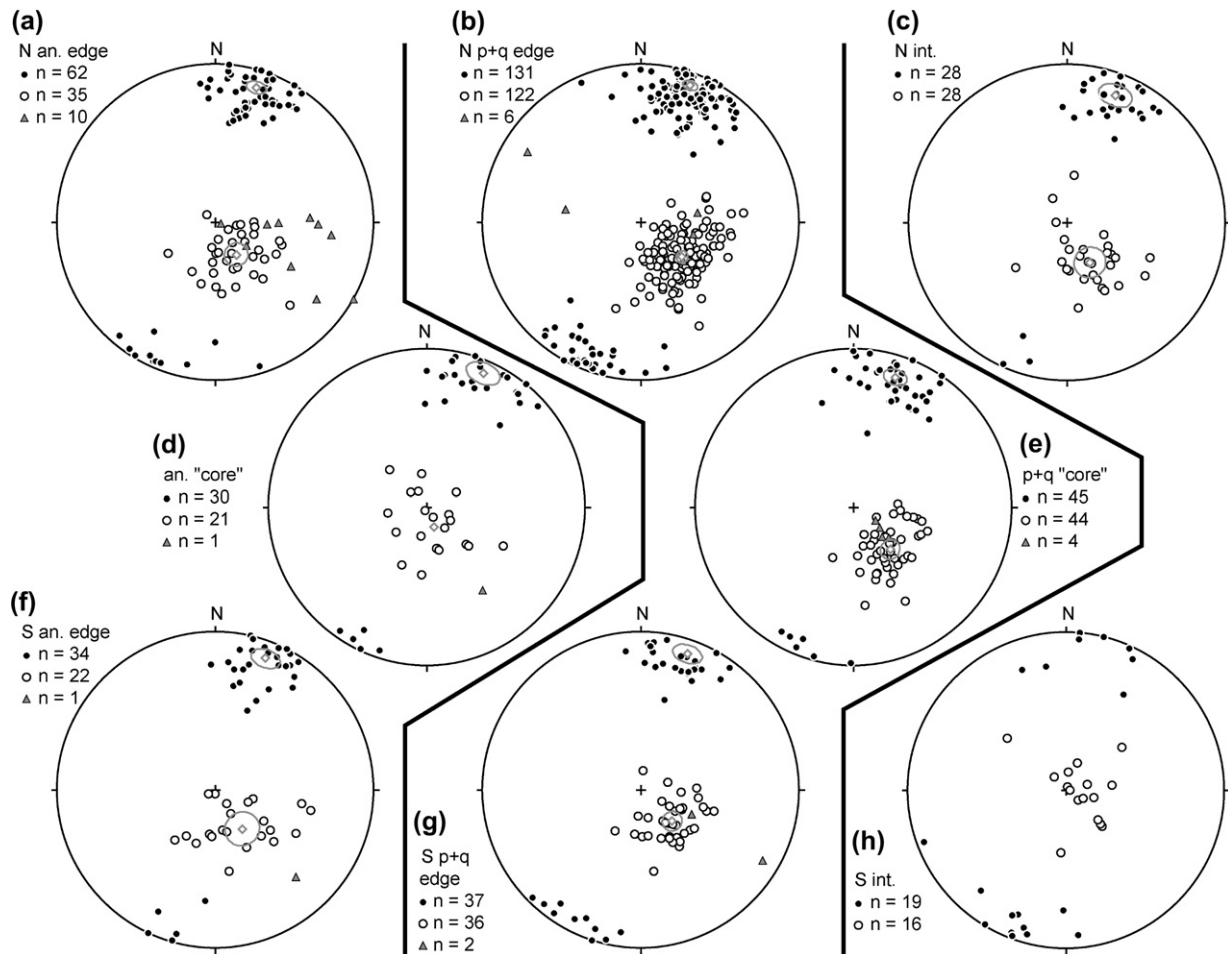 (a)
N an. edge
n = 62
n = 35
n = 10
N
(b)
N p+q edge
n = 131
n = 122
n = 6
N
(c)
N int.
n = 28
n = 28
N
(d)
an. "core"
n = 30
n = 21
n = 1
N
(e)
p+q "core"
n = 45
n = 44
n = 4
N
(f)
S an. edge
n = 34
n = 22
n = 1
N
(g)
S p+q
edge
n = 37
n = 36
n = 2
N
(h)
S int.
n = 19
n = 16
N